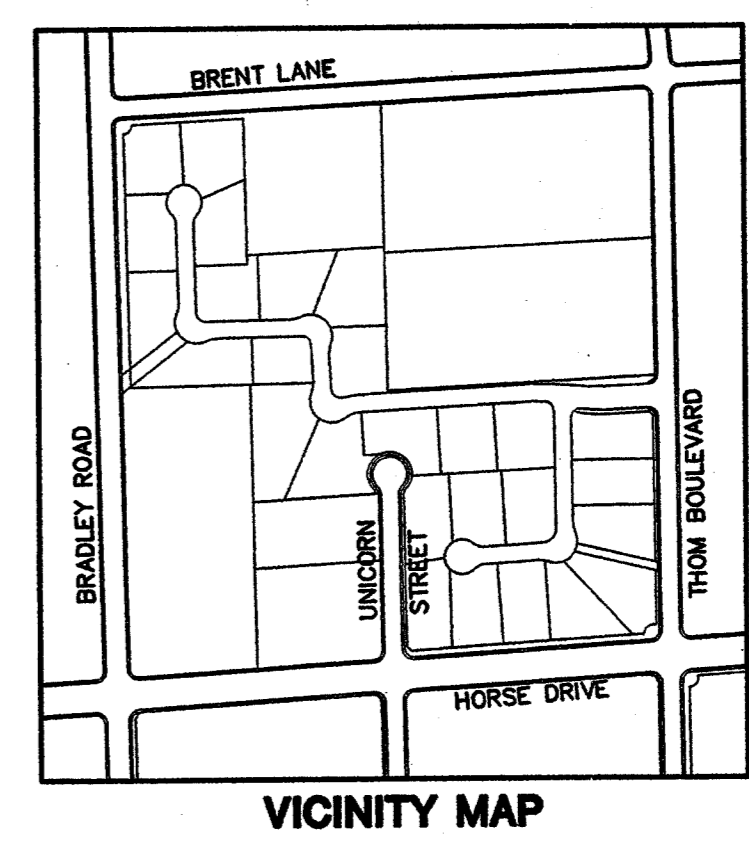 BRENT LANE
BRADLEY ROAD
UNICORN
STREET
THOM BOULEVARD
HORSE DRIVE
VICINITY MAP